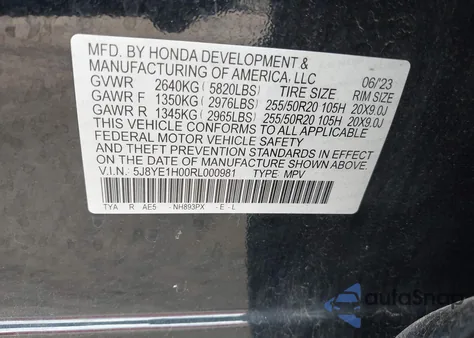 MFD. BY HONDA DEVELOPMENT &
MANUFACTURING OF AMERICA, LLC 06/23
GVWR 2640KG (5820LBS) TIRE SIZE RIM SIZE
GAWR F 1350KG (2976LBS) 255/50R20 105H 20X9.0J
GAWR R 1345KG (2965LBS) 255/50R20 105H 20X9.0J
THIS VEHICLE CONFORMS TO ALL APPLICABLE
FEDERAL MOTOR VEHICLE SAFETY
AND THEFT PREVENTION STANDARDS IN EFFECT
ON THE DATE OF MANUFACTURE SHOWN ABOVE.
V.I.N.: 5J8YE1H00RL000981 TYPE: MPV
TYA R AE5 -NH893PX -E-L
autoSnap